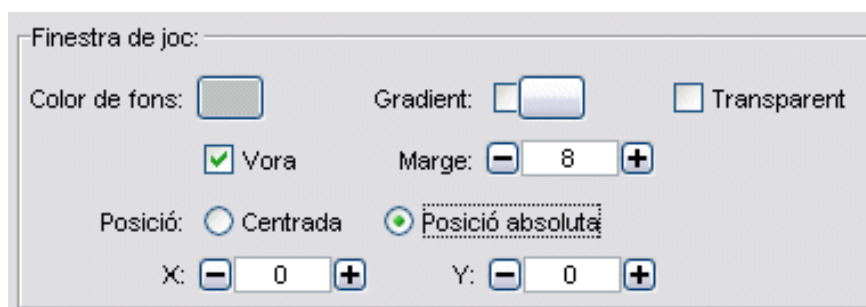 Finestra de joc:
Color de fons: Gradient: Transparent
Vora Marge: 8
Posició: Centrada Posició absoluta
X: 0 Y: 0